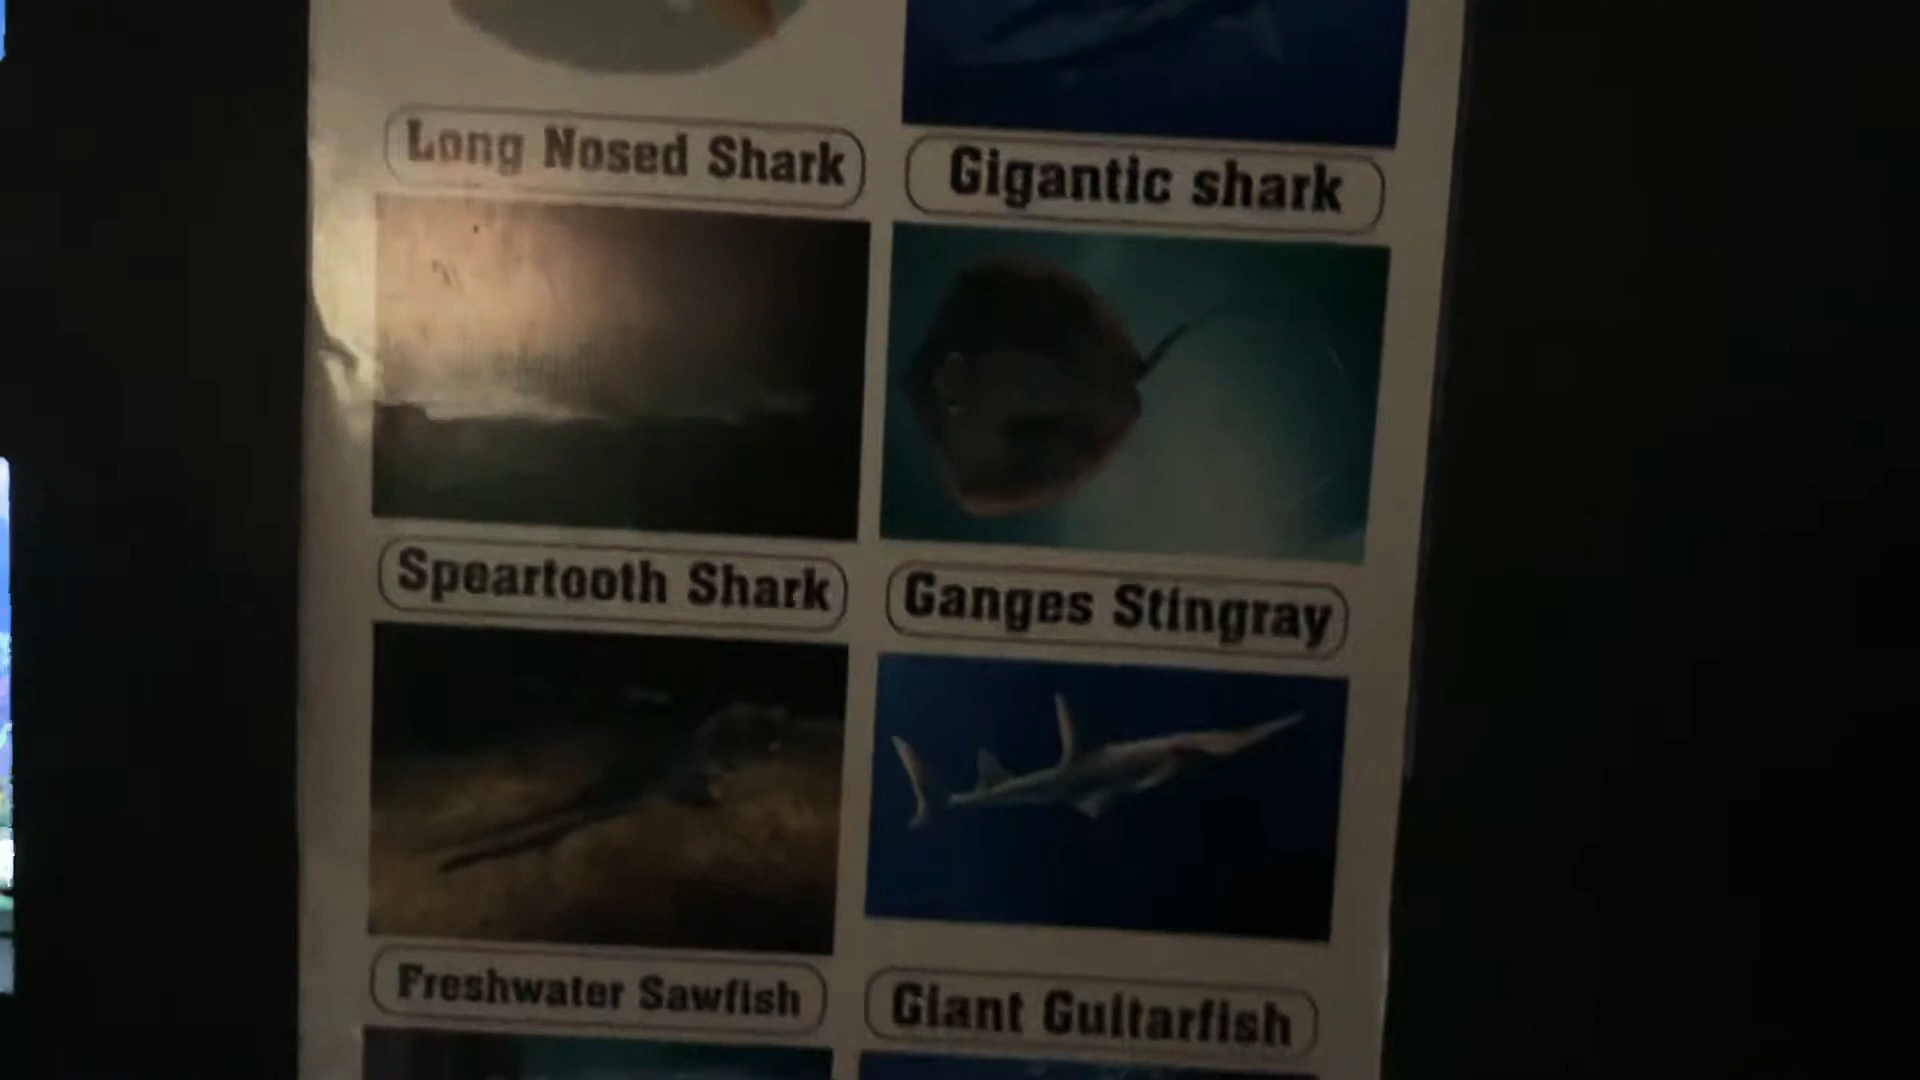 Long Nosed Shark
Gigantic shark
Speartooth Shark
Ganges Stingray
Freshwater Sawfish
Giant Guitarfish